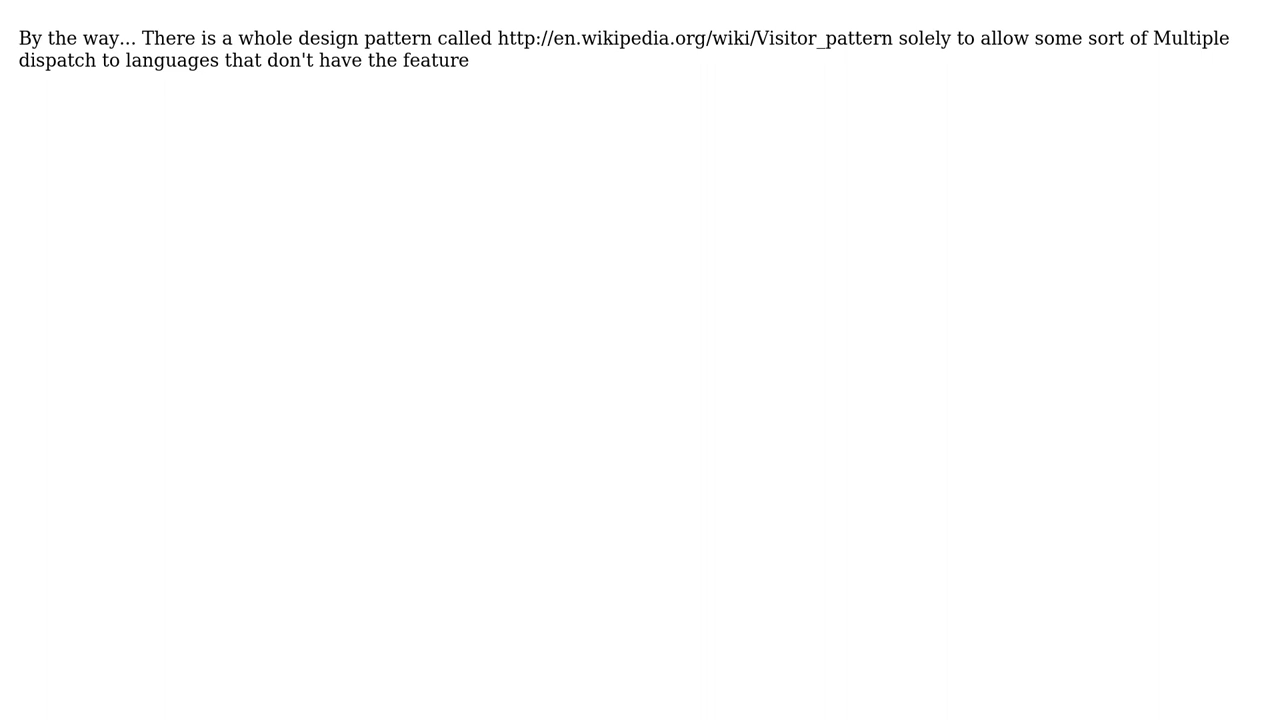 By the way... There is a whole design pattern called http://en.wikipedia.org/wiki/Visitor_pattern solely to allow some sort of Multiple
dispatch to languages that don't have the feature